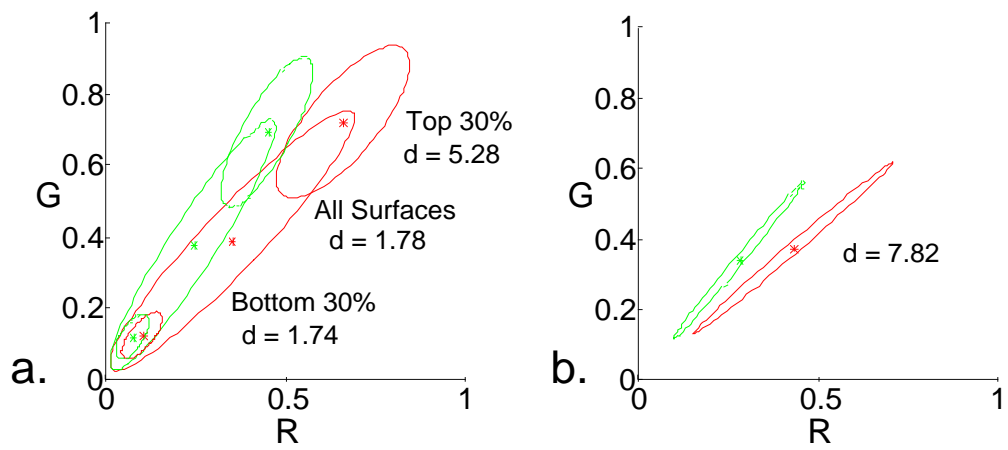 1
0.8
Top 30%
d = 5.28
0.6
G
All Surfaces
d = 1.78
0.4
Bottom 30%
d = 1.74
0.2
a.
0
0
0.5
1
R
1
0.8
0.6
G
0.4
d = 7.82
0.2
b.
0
0
0.5
1
R